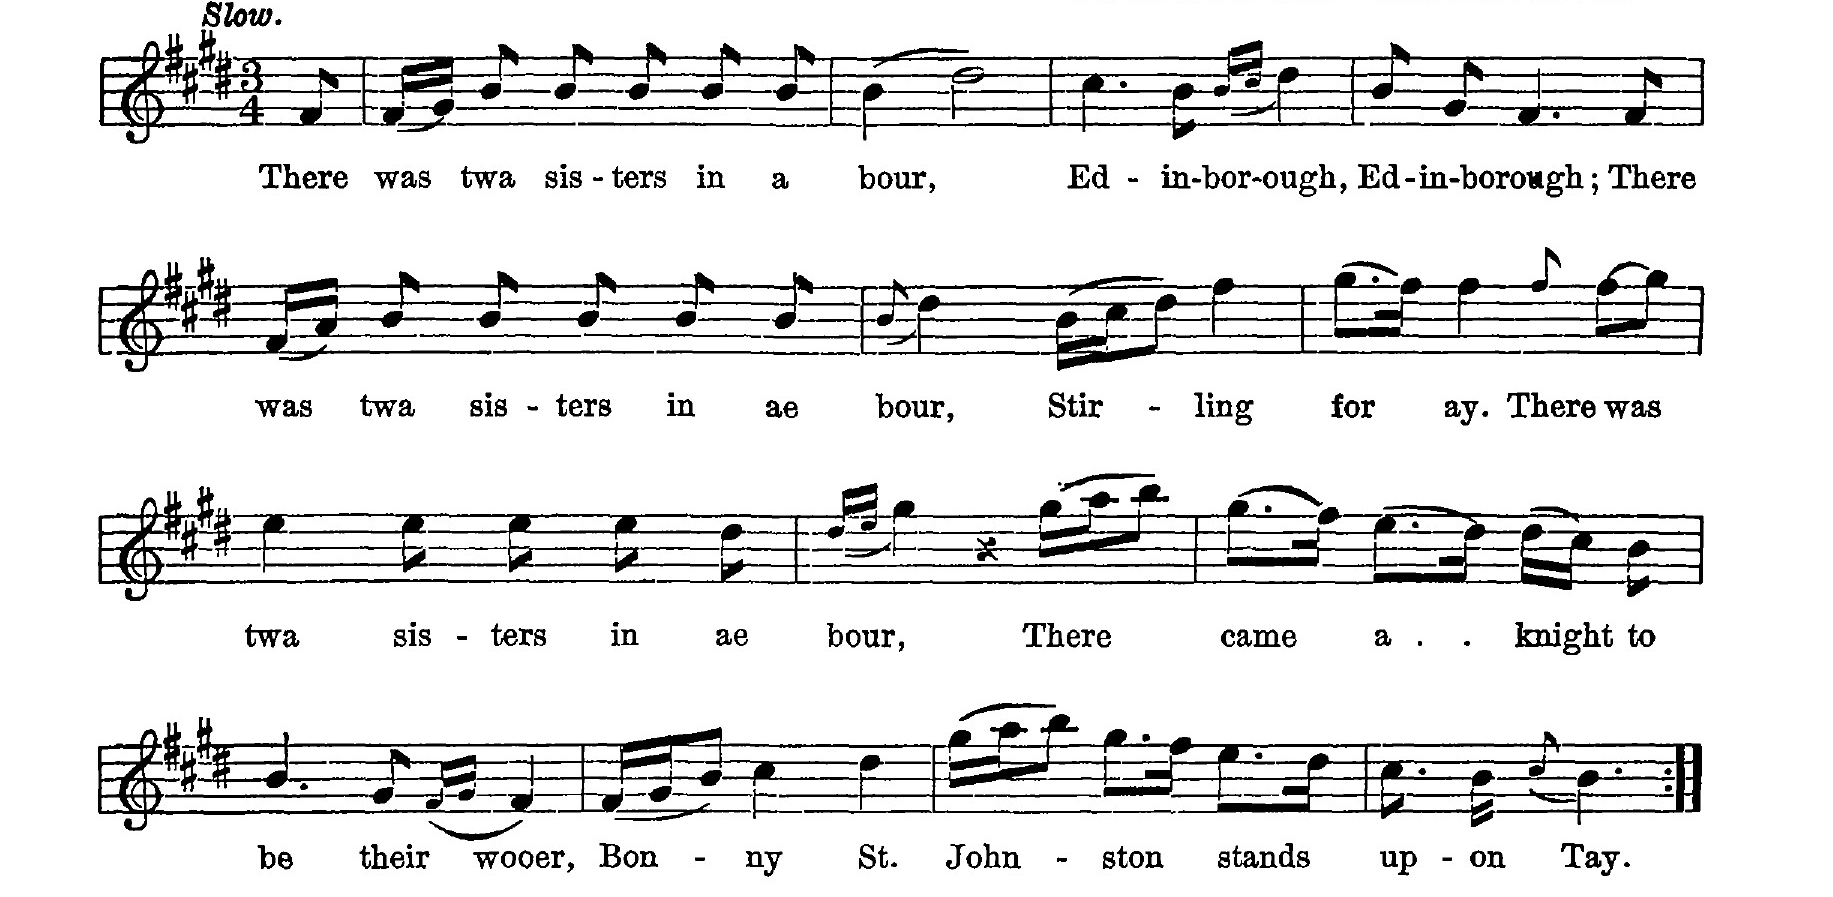 Slow.
3
4
There was twa sis - ters in a bour, Ed - in-bor-ough, Ed-in-borough; There
was twa sis - ters in ae bour, Stir - ling for ay. There was
twa sis - ters in ae bour, There came a . . knight to
be their wooer, Bon - ny St. John - ston stands up - on Tay.